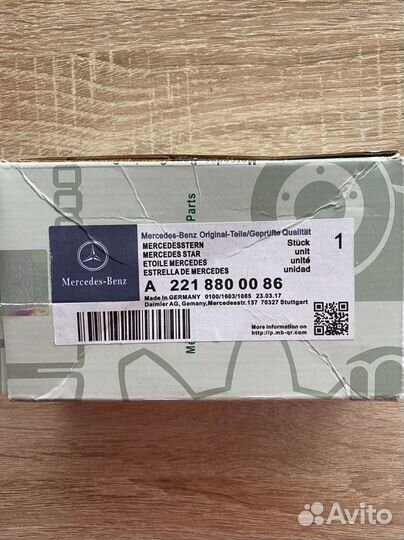 Parts
Mercedes-Benz Original-Teile/Geprüfte Qualität
MERCEDESSTERN Stück 1
MERCEDES STAR unit
ETOILE MERCEDES unité
ESTRELLA DE MERCEDES unidad
Mercedes-Benz
A 221 880 00 86
Made in GERMANY 0100/1603/1085 23.03.17
Daimler AG, Gemany,Mercedesstr.137 70327 Stuttgart
More information on
http://p.mb-qr.com
Avito